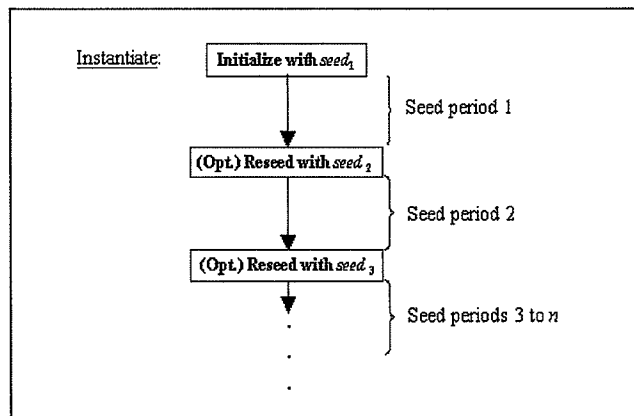 Instantiate:
Initialize with seed1
Seed period 1
(Opt.) Reseed with seed2
Seed period 2
(Opt.) Reseed with seed3
Seed periods 3 to n